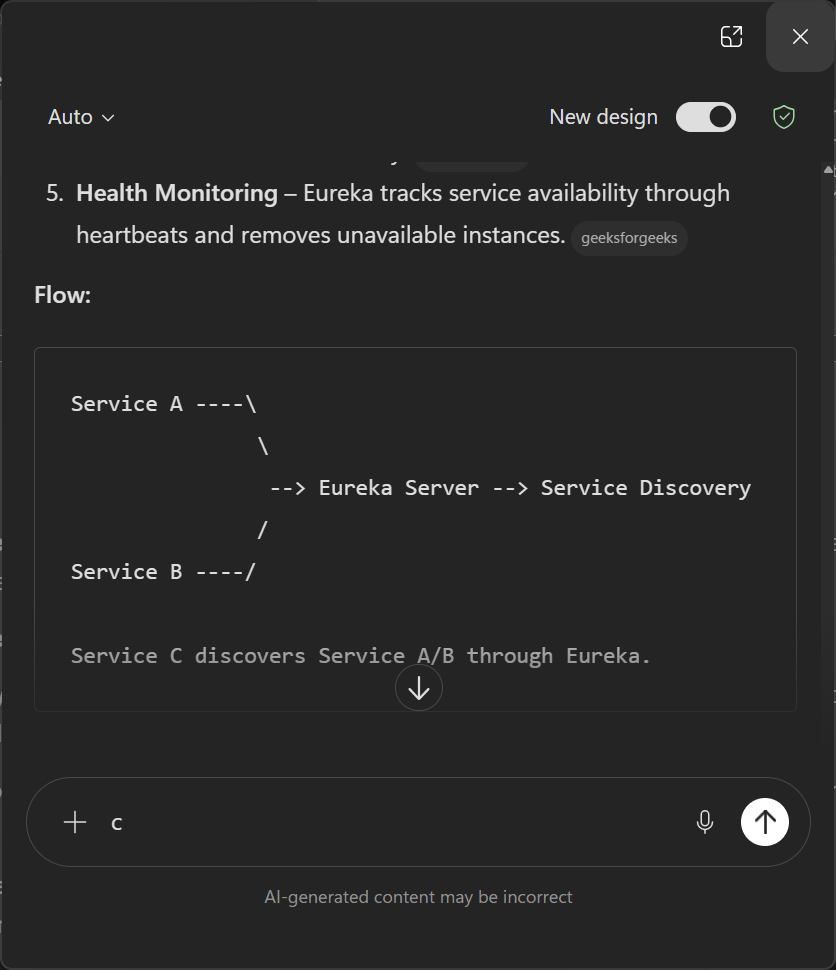 Auto
New design
5. Health Monitoring – Eureka tracks service availability through
heartbeats and removes unavailable instances. geeksforgeeks
Flow:
Service A ----\
               \
                --> Eureka Server --> Service Discovery
               /
Service B ----/
Service C discovers Service A/B through Eureka.
c
AI-generated content may be incorrect